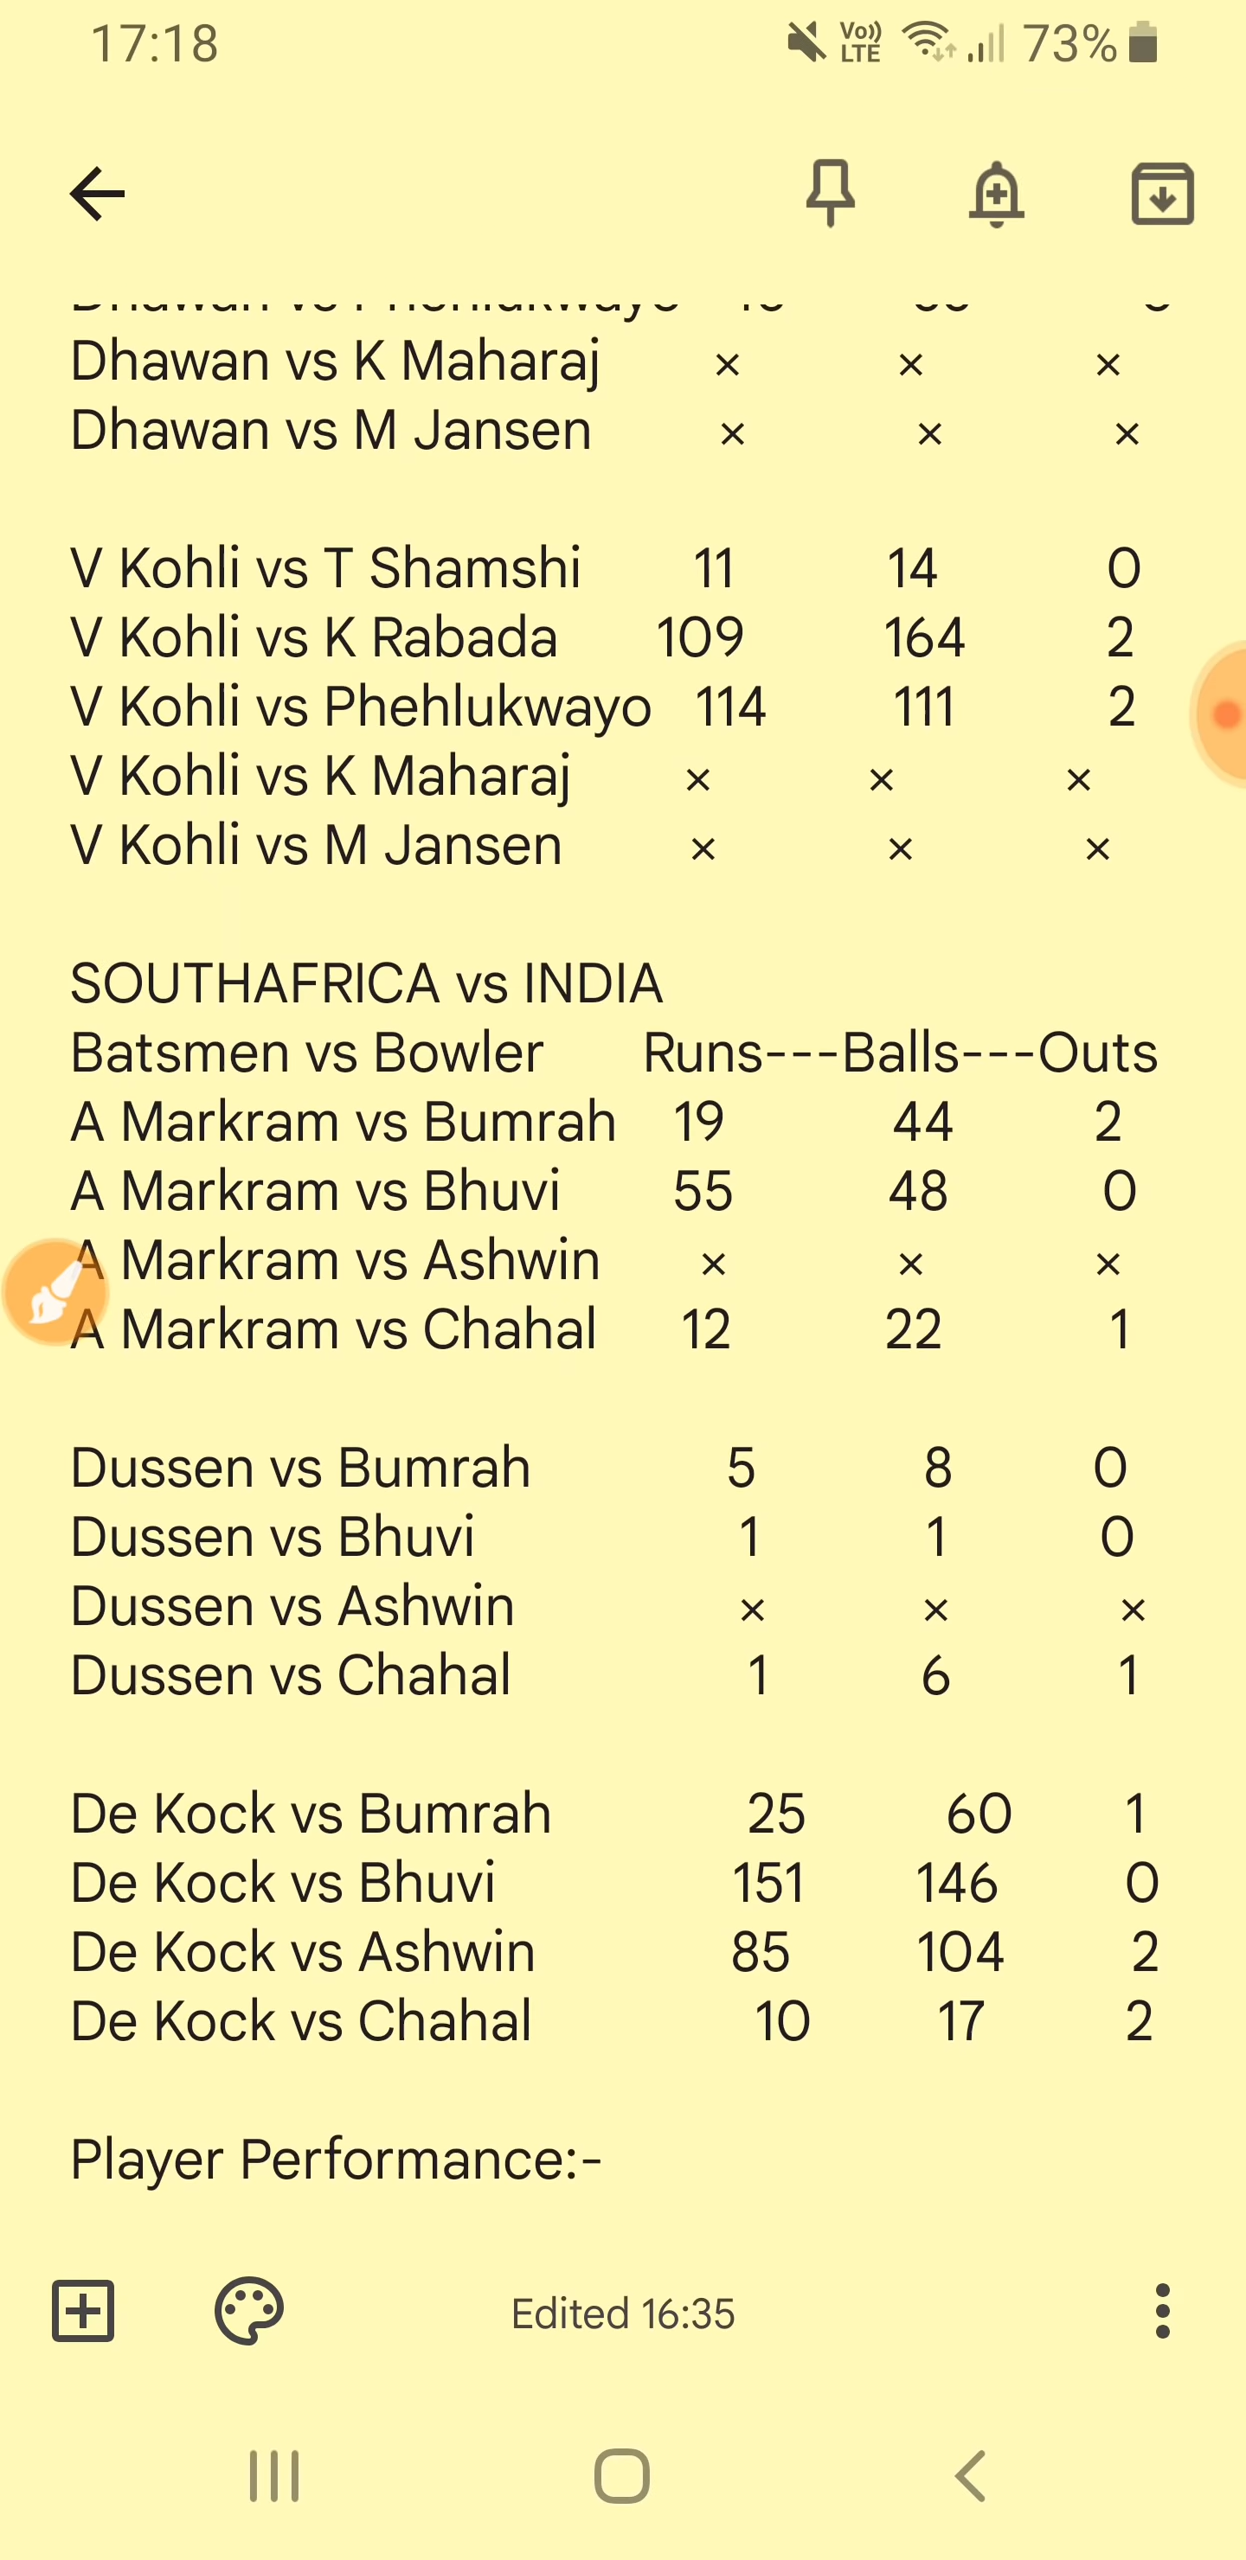 17:18 Vo)) LTE 73%
Dhawan vs K Maharaj × × ×
Dhawan vs M Jansen × × ×
V Kohli vs T Shamshi 11 14 0
V Kohli vs K Rabada 109 164 2
V Kohli vs Phehlukwayo 114 111 2
V Kohli vs K Maharaj × × ×
V Kohli vs M Jansen × × ×
SOUTHAFRICA vs INDIA
Batsmen vs Bowler Runs---Balls---Outs
A Markram vs Bumrah 19 44 2
A Markram vs Bhuvi 55 48 0
A Markram vs Ashwin × × ×
A Markram vs Chahal 12 22 1
Dussen vs Bumrah 5 8 0
Dussen vs Bhuvi 1 1 0
Dussen vs Ashwin × × ×
Dussen vs Chahal 1 6 1
De Kock vs Bumrah 25 60 1
De Kock vs Bhuvi 151 146 0
De Kock vs Ashwin 85 104 2
De Kock vs Chahal 10 17 2
Player Performance:-
Edited 16:35